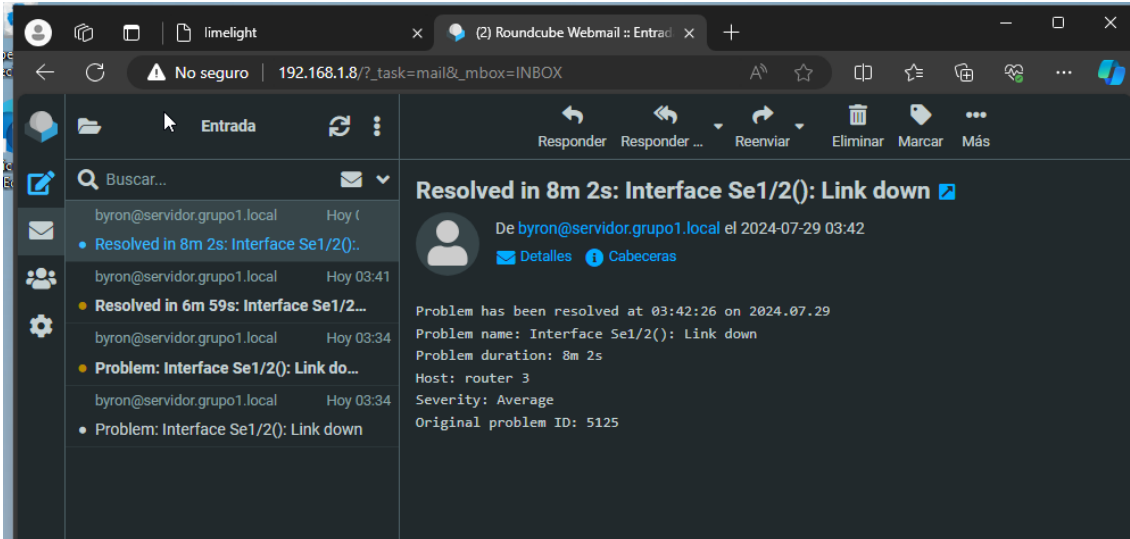 limelight
(2) Roundcube Webmail :: Entrad
No seguro | 192.168.1.8/?_task=mail&_mbox=INBOX
Entrada
Responder Responder ... Reenviar Eliminar Marcar Más
Buscar...
byron@servidor.grupo1.local Hoy
Resolved in 8m 2s: Interface Se1/2():.
byron@servidor.grupo1.local Hoy 03:41
Resolved in 6m 59s: Interface Se1/2...
byron@servidor.grupo1.local Hoy 03:34
Problem: Interface Se1/2(): Link do...
byron@servidor.grupo1.local Hoy 03:34
Problem: Interface Se1/2(): Link down
Resolved in 8m 2s: Interface Se1/2(): Link down
De byron@servidor.grupo1.local el 2024-07-29 03:42
Detalles Cabeceras
Problem has been resolved at 03:42:26 on 2024.07.29
Problem name: Interface Se1/2(): Link down
Problem duration: 8m 2s
Host: router 3
Severity: Average
Original problem ID: 5125